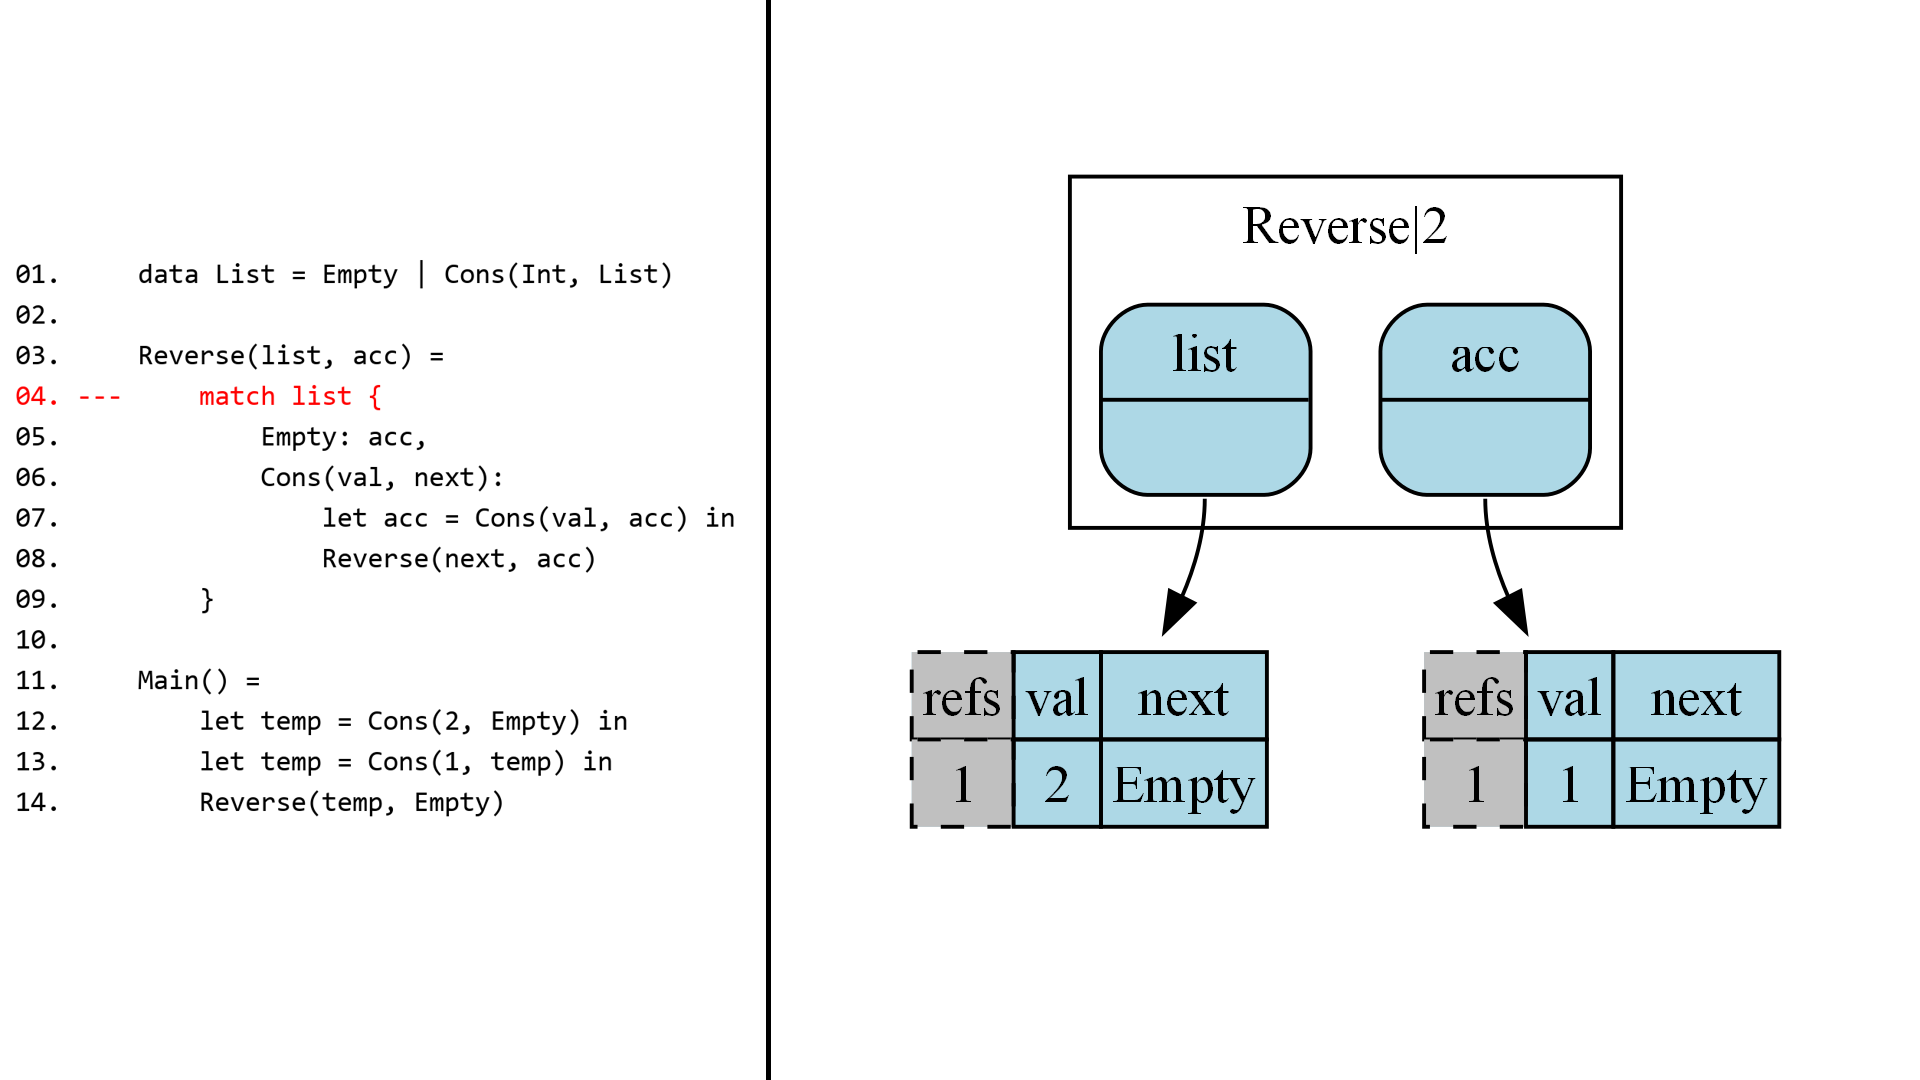 01.     data List = Empty | Cons(Int, List)
02.
03.     Reverse(list, acc) =
04. ---     match list {
05.             Empty: acc,
06.             Cons(val, next):
07.                 let acc = Cons(val, acc) in
08.                 Reverse(next, acc)
09.         }
10.
11.     Main() =
12.         let temp = Cons(2, Empty) in
13.         let temp = Cons(1, temp) in
14.         Reverse(temp, Empty)
Reverse|2
list acc
refs val next
1 2 Empty
refs val next
1 1 Empty